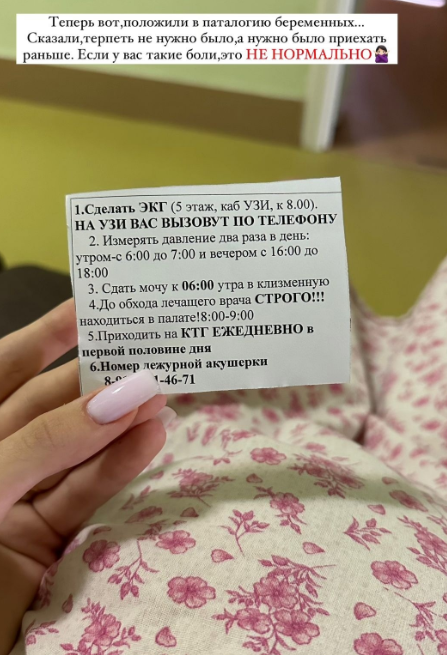 Теперь вот,положили в паталогию беременных...
Сказали,терпеть не нужно было,а нужно было приехать
раньше. Если у вас такие боли,это НЕ НОРМАЛЬНО🤦🏻‍♀️
1.Сделать ЭКГ (5 этаж, каб УЗИ, к 8.00).
НА УЗИ ВАС ВЫЗОВУТ ПО ТЕЛЕФОНУ
2. Измерять давление два раза в день:
утром-с 6:00 до 7:00 и вечером с 16:00 до
18:00
3. Сдать мочу к 06:00 утра в клизменную
4.До обхода лечащего врача СТРОГО!!!
находиться в палате!8:00-9:00
5.Приходить на КТГ ЕЖЕДНЕВНО в
первой половине дня
6.Номер дежурной акушерки
1-46-71